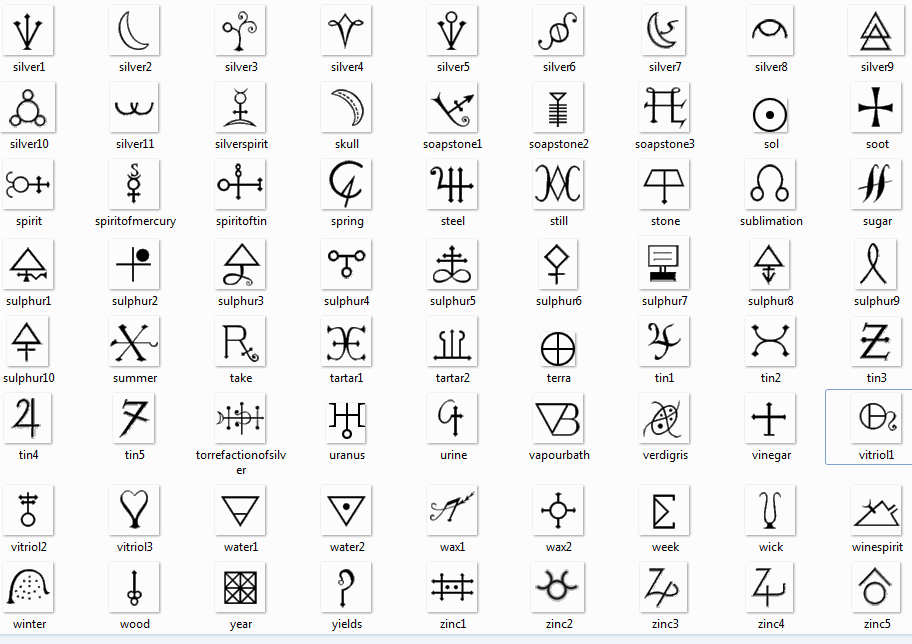 silver1 silver2 silver3 silver4 silver5 silver6 silver7 silver8 silver9
silver10 silver11 silverspirit skull soapstone1 soapstone2 soapstone3 sol soot
spirit spiritofmercury spiritoftin spring steel still stone sublimation sugar
sulphur1 sulphur2 sulphur3 sulphur4 sulphur5 sulphur6 sulphur7 sulphur8 sulphur9
sulphur10 summer take tartar1 tartar2 terra tin1 tin2 tin3
tin4 tin5 torrefactionofsilv uranus urine vapourbath verdigris vinegar vitriol1
er
vitriol2 vitriol3 water1 water2 wax1 wax2 week wick winespirit
winter wood year yields zinc1 zinc2 zinc3 zinc4 zinc5